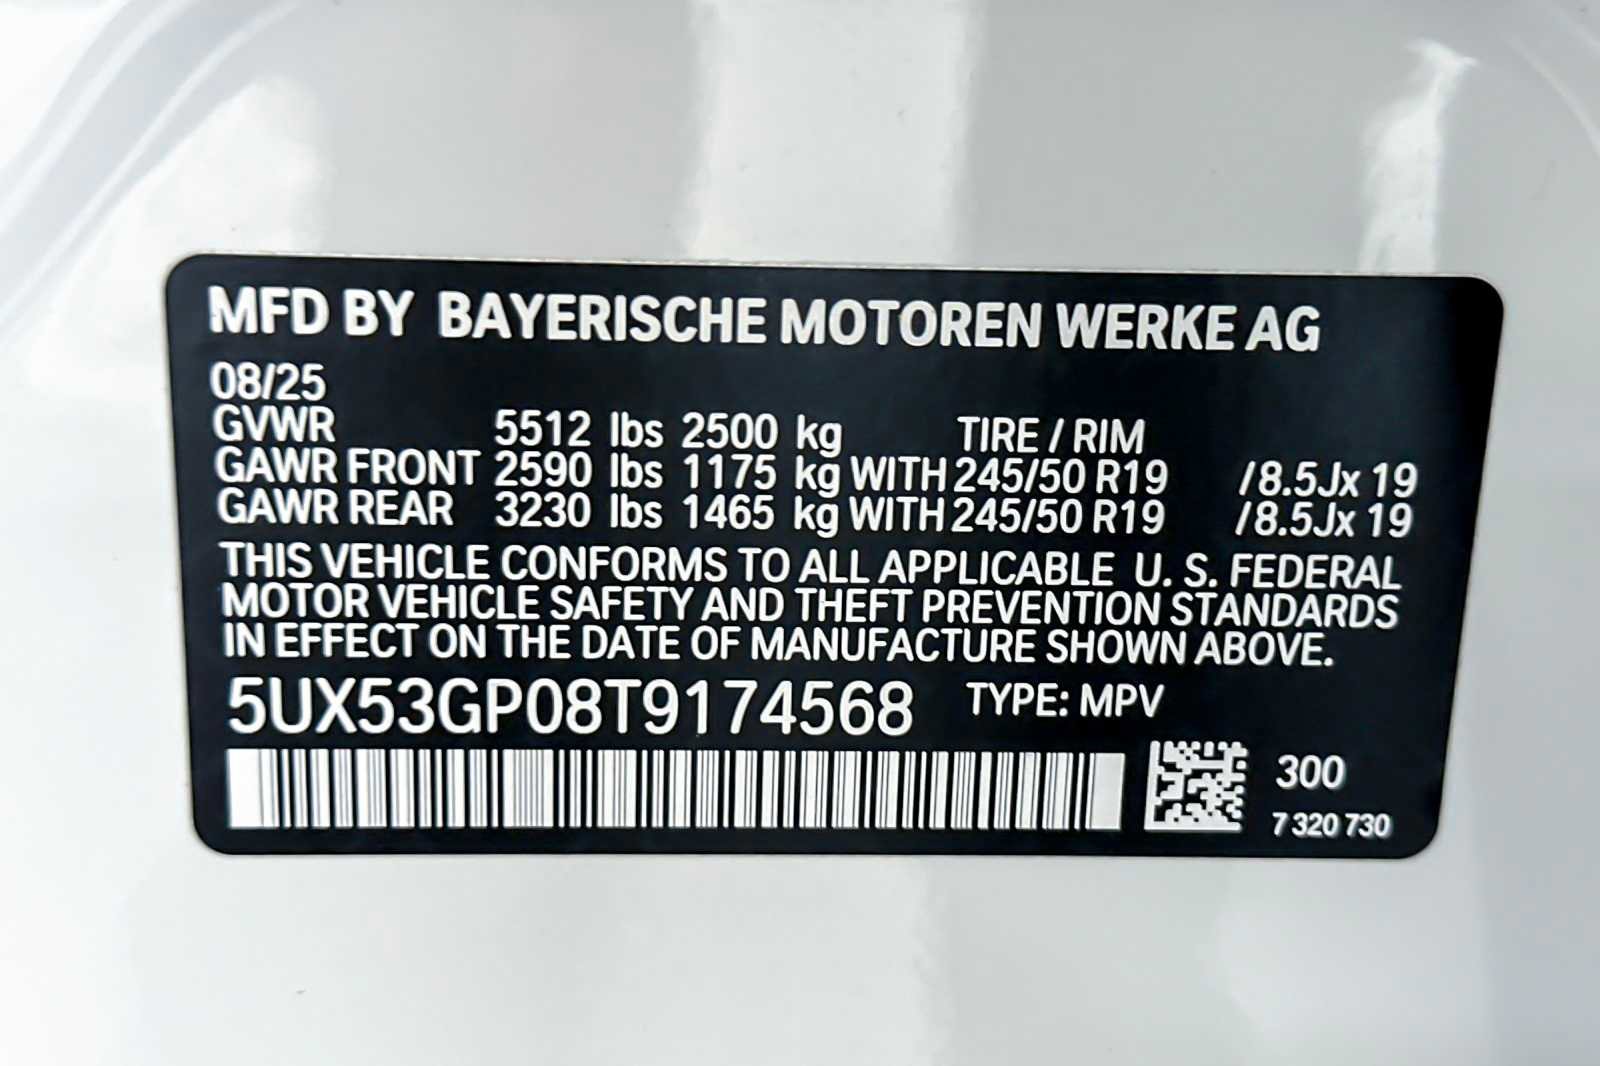 MFD BY BAYERISCHE MOTOREN WERKE AG
08/25
GVWR 5512 lbs 2500 kg TIRE / RIM
GAWR FRONT 2590 lbs 1175 kg WITH 245/50 R19 /8.5Jx 19
GAWR REAR 3230 lbs 1465 kg WITH 245/50 R19 /8.5Jx 19
THIS VEHICLE CONFORMS TO ALL APPLICABLE U. S. FEDERAL
MOTOR VEHICLE SAFETY AND THEFT PREVENTION STANDARDS
IN EFFECT ON THE DATE OF MANUFACTURE SHOWN ABOVE.
5UX53GP08T9174568 TYPE: MPV
300
7 320 730